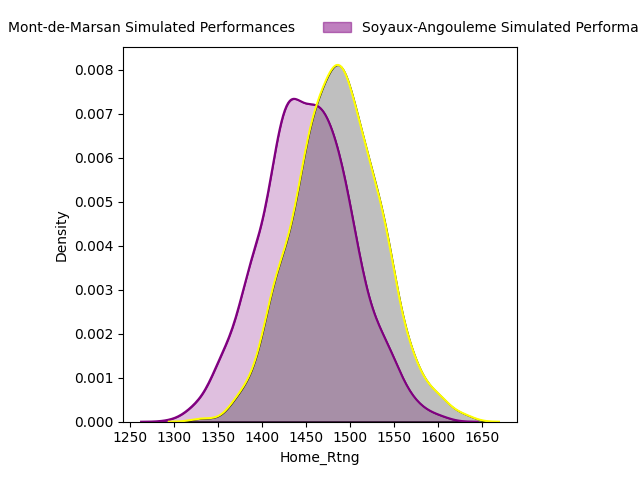 Mont-de-Marsan Simulated Performances Soyaux-Angouleme Simulated Performa
0.008
0.007
0.006
0.005
0.004
0.003
0.002
0.001
0.000
Density
1250 1300 1350 1400 1450 1500 1550 1600 1650
Home_Rtng